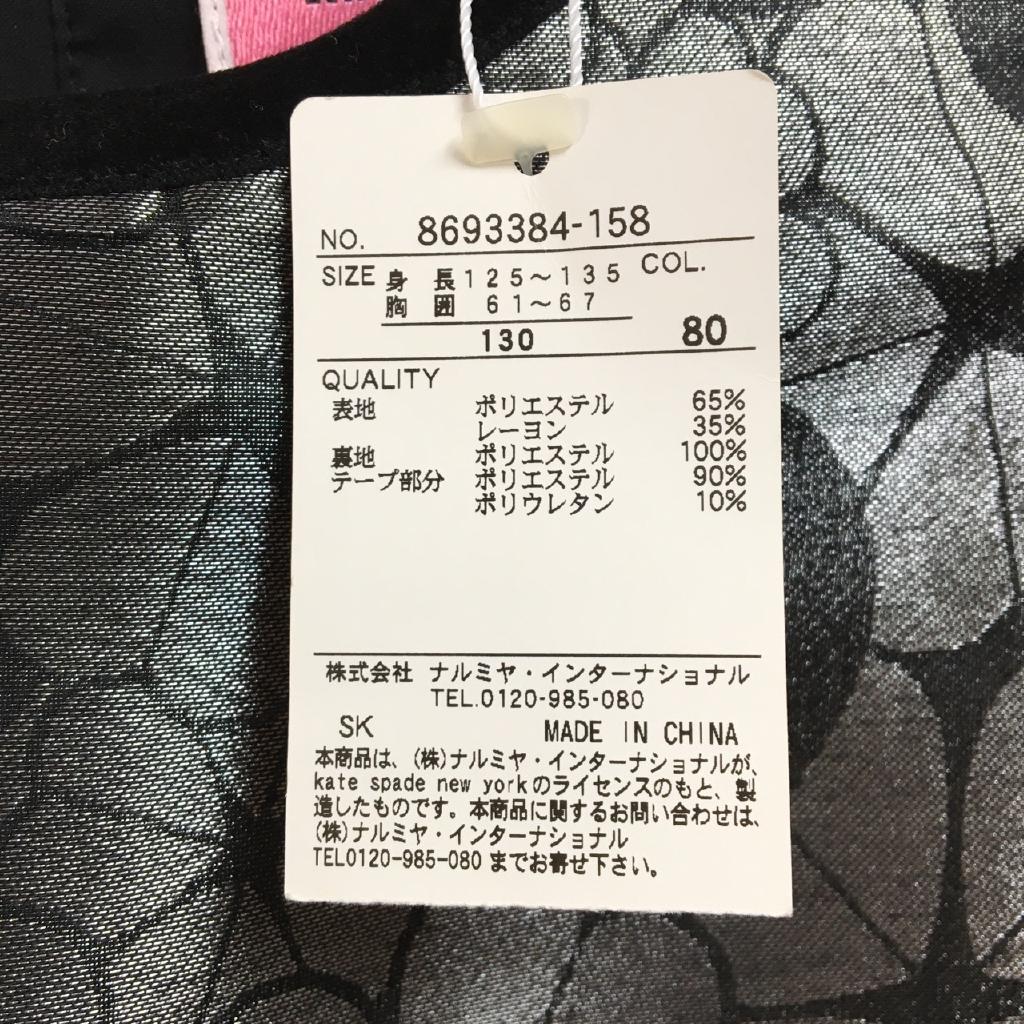 NO. 8693384-158
SIZE 身 長 125～135 COL.
胸 囲 61～67
130 80
QUALITY
表地 ポリエステル 65%
レーヨン 35%
裏地 ポリエステル 100%
テープ部分 ポリエステル 90%
ポリウレタン 10%
株式会社 ナルミヤ・インターナショナル
TEL.0120-985-080
SK MADE IN CHINA
本商品は、(株)ナルミヤ・インターナショナルが、
kate spade new yorkのライセンスのもと、製
造したものです。本商品に関するお問い合わせは、
(株)ナルミヤ・インターナショナル
TEL0120-985-080 までお寄せ下さい。